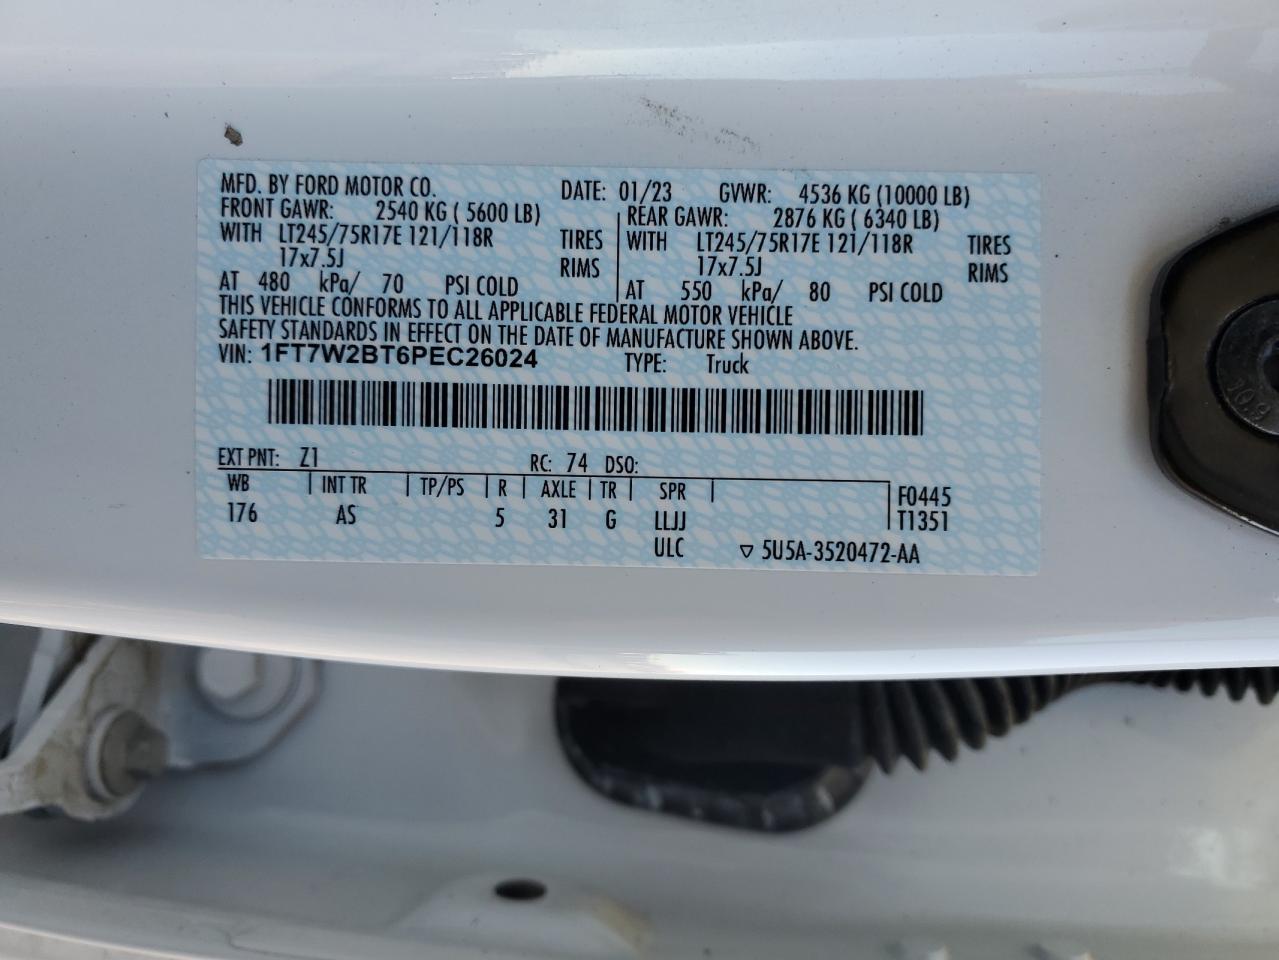 MFD. BY FORD MOTOR CO. DATE: 01/23 GVWR: 4536 KG (10000 LB)
FRONT GAWR: 2540 KG ( 5600 LB) REAR GAWR: 2876 KG ( 6340 LB)
WITH LT245/75R17E 121/118R TIRES WITH LT245/75R17E 121/118R TIRES
17x7.5J RIMS 17x7.5J RIMS
AT 480 kPa/ 70 PSI COLD AT 550 kPa/ 80 PSI COLD
THIS VEHICLE CONFORMS TO ALL APPLICABLE FEDERAL MOTOR VEHICLE
SAFETY STANDARDS IN EFFECT ON THE DATE OF MANUFACTURE SHOWN ABOVE.
VIN: 1FT7W2BT6PEC26024 TYPE: Truck
EXT PNT: Z1 RC: 74 DSO:
WB INT TR TP/PS R AXLE TR SPR F0445
176 AS 5 31 G LLJJ T1351
ULC ▽ 5U5A-3520472-AA
10.9